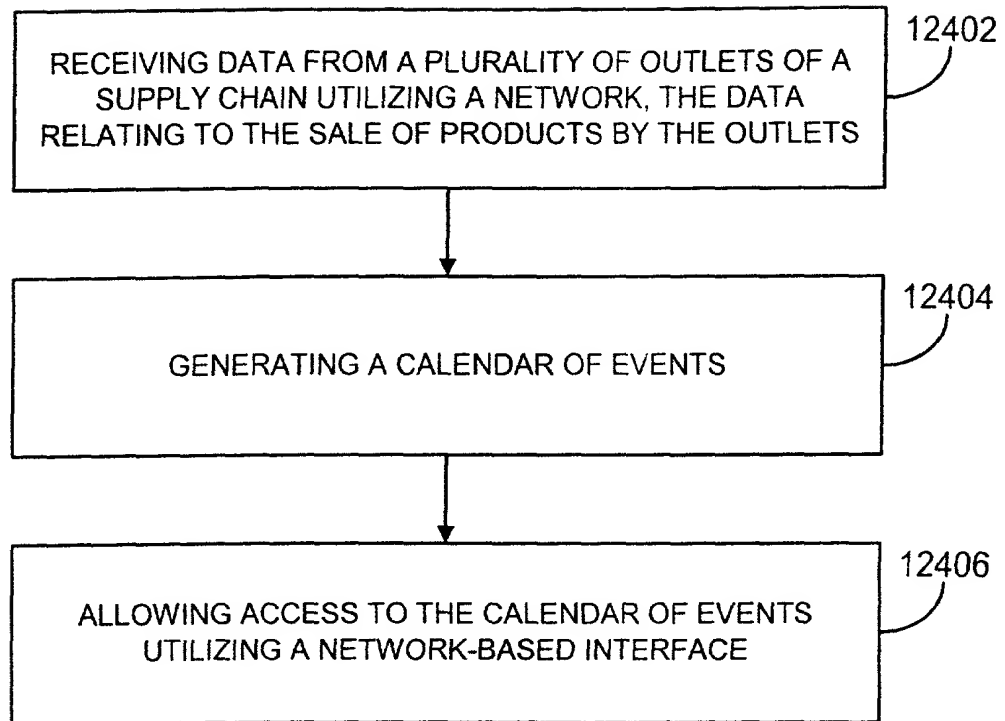 12402
RECEIVING DATA FROM A PLURALITY OF OUTLETS OF A
SUPPLY CHAIN UTILIZING A NETWORK, THE DATA
RELATING TO THE SALE OF PRODUCTS BY THE OUTLETS
12404
GENERATING A CALENDAR OF EVENTS
12406
ALLOWING ACCESS TO THE CALENDAR OF EVENTS
UTILIZING A NETWORK-BASED INTERFACE